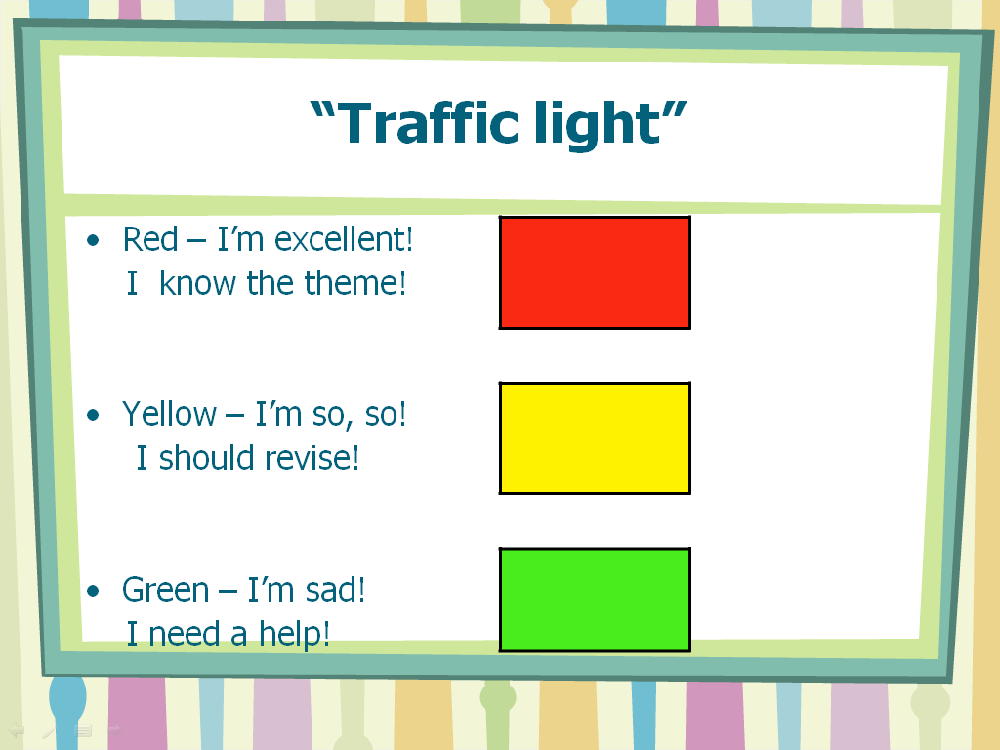 “Traffic light”
• Red – I’m excellent!
I know the theme!
• Yellow – I’m so, so!
I should revise!
• Green – I’m sad!
I need a help!